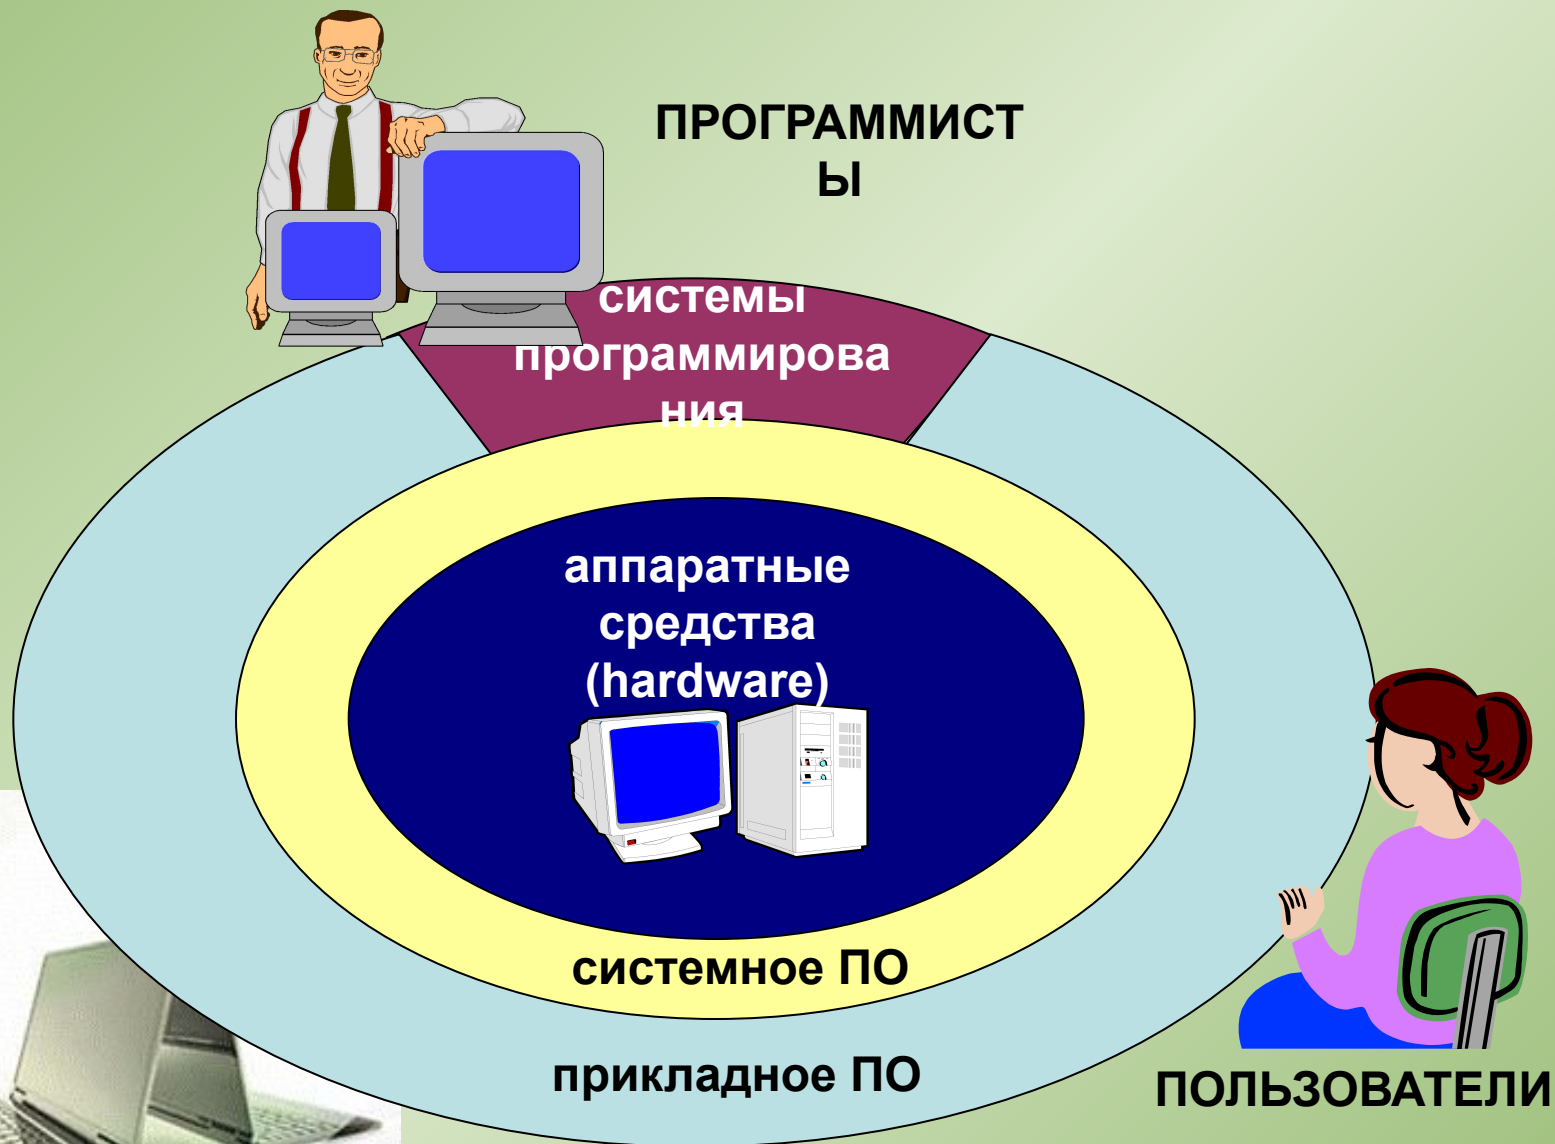 ПРОГРАММИСТ
Ы
системы
программирова
ния
аппаратные
средства
(hardware)
системное ПО
прикладное ПО
ПОЛЬЗОВАТЕЛИ